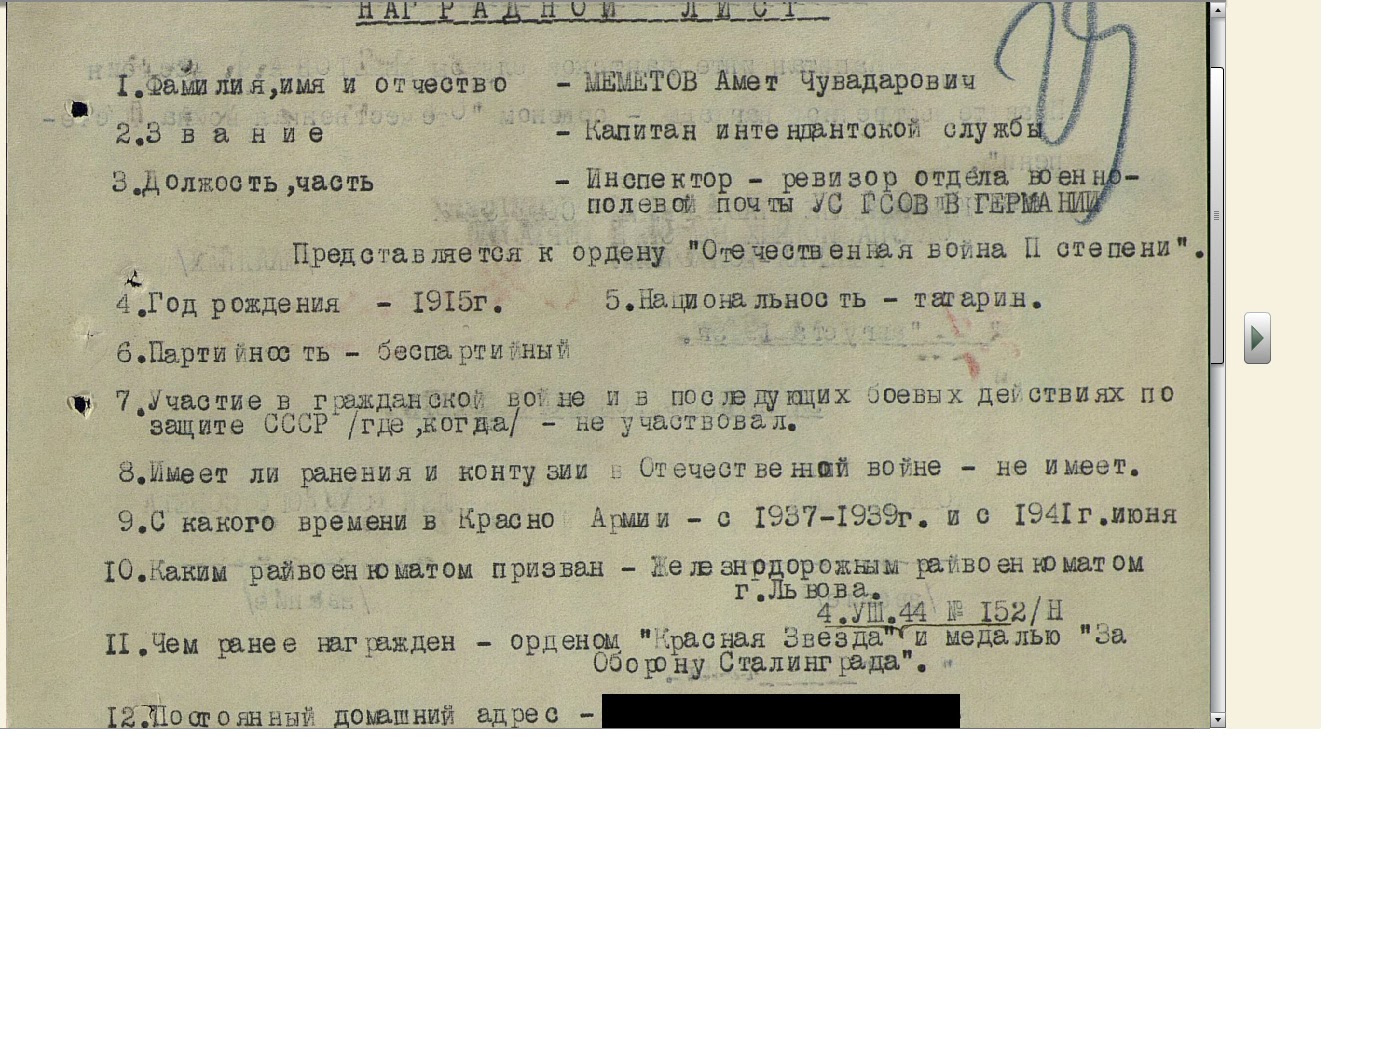 НАГРАДНОЙ ЛИСТ
1.Фамилия,имя и отчество - МЕМЕТОВ Амет Чувадарович
2.З в а н и е - Капитан интендантской службы
3.Должость,часть - Инспектор - ревизор отдела военно-
полевой почты УС ГСОВ В ГЕРМАНИИ
Представляется к ордену "Отечественная война II степени".
4.Год рождения - 1915г. 5.Национальность - татарин.
6.Партийность - беспартийный
7.Участие в гражданской войне и в последующих боевых действиях по
защите СССР /где,когда/ - не участвовал.
8.Имеет ли ранения и контузии в Отечественной войне - не имеет.
9.С какого времени в Красно Армии - с 1937-1939г. и с 1941г.июня
10.Каким райвоенкоматом призван - Железнодорожным райвоенкоматом
г.Львова.
4.УШ.44 № 152/Н
II.Чем ранее награжден - орденом "Красная Звезда" и медалью "За
Оборону Сталинграда".
12.Постоянный домашний адрес -